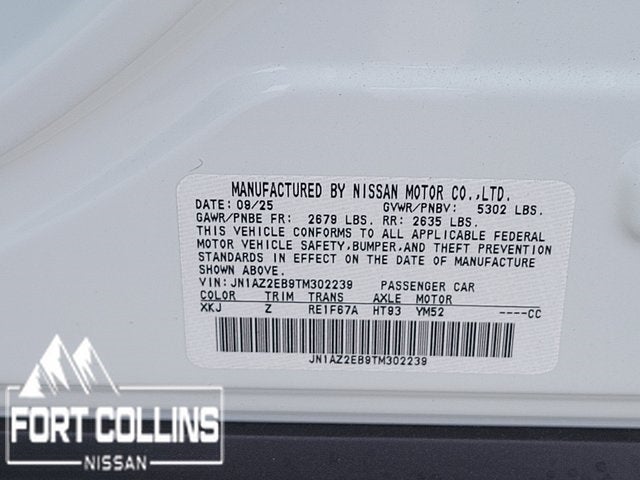 MANUFACTURED BY NISSAN MOTOR CO.,LTD.
DATE: 09/25 GVWR/PNBV: 5302 LBS.
GAWR/PNBE FR: 2679 LBS. RR: 2635 LBS.
THIS VEHICLE CONFORMS TO ALL APPLICABLE FEDERAL
MOTOR VEHICLE SAFETY,BUMPER,AND THEFT PREVENTION
STANDARDS IN EFFECT ON THE DATE OF MANUFACTURE
SHOWN ABOVE.
VIN: JN1AZ2EB9TM302239 PASSENGER CAR
COLOR TRIM TRANS AXLE MOTOR
XKJ Z RE1F67A HT93 YM52 ----CC
JN1AZ2EB9TM302239
FORT COLLINS
NISSAN